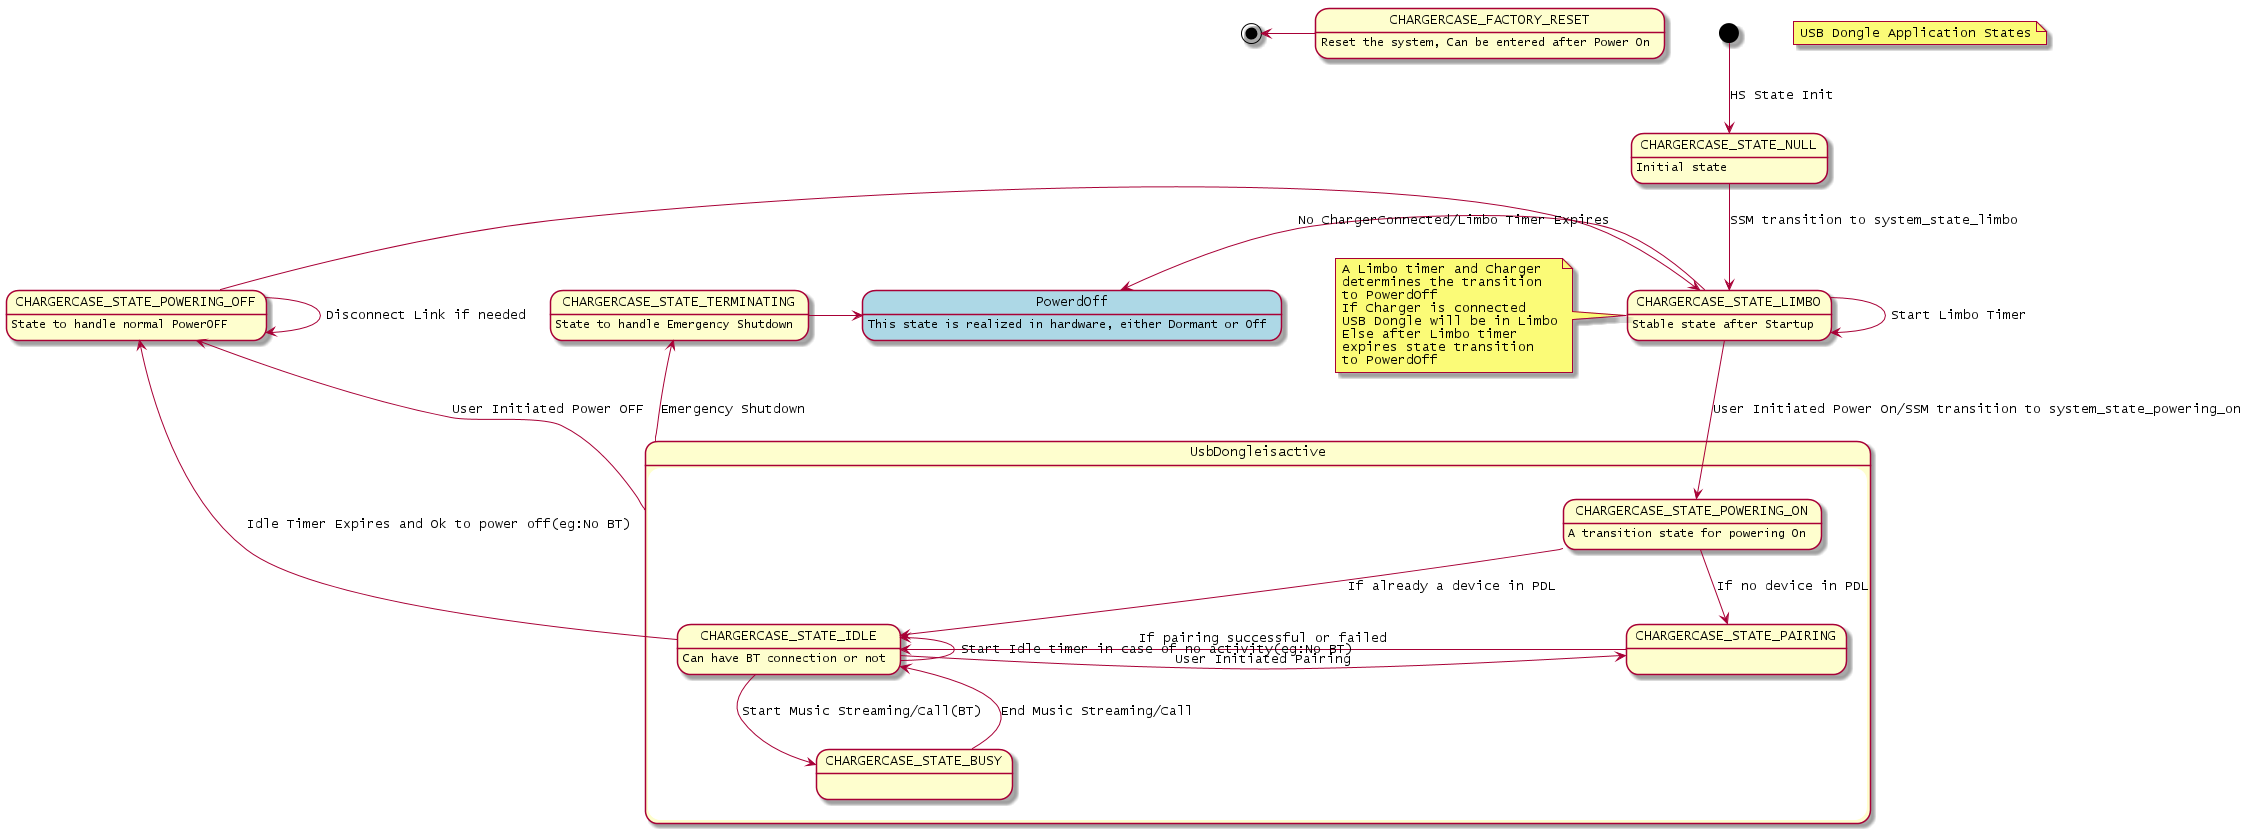 CHARGERCASE_FACTORY_RESET
Reset the system, Can be entered after Power On
USB Dongle Application States
HS State Init
CHARGERCASE_STATE_NULL
Initial state
No ChargerConnected/Limbo Timer Expires
SSM transition to system_state_limbo
CHARGERCASE_STATE_POWERING_OFF
State to handle normal PowerOFF
Disconnect Link if needed
CHARGERCASE_STATE_TERMINATING
State to handle Emergency Shutdown
PowerdOff
This state is realized in hardware, either Dormant or Off
A Limbo timer and Charger
determines the transition
to PowerdOff
If Charger is connected
USB Dongle will be in Limbo
Else after Limbo timer
expires state transition
to PowerdOff
CHARGERCASE_STATE_LIMBO
Stable state after Startup
Start Limbo Timer
User Initiated Power OFF
Emergency Shutdown
User Initiated Power On/SSM transition to system_state_powering_on
UsbDongleisactive
Idle Timer Expires and Ok to power off(eg:No BT)
CHARGERCASE_STATE_POWERING_ON
A transition state for powering On
If already a device in PDL
If no device in PDL
CHARGERCASE_STATE_IDLE
Can have BT connection or not
If pairing successful or failed
Start Idle timer in case of no activity(eg:No BT)
User Initiated Pairing
CHARGERCASE_STATE_PAIRING
Start Music Streaming/Call(BT)
End Music Streaming/Call
CHARGERCASE_STATE_BUSY